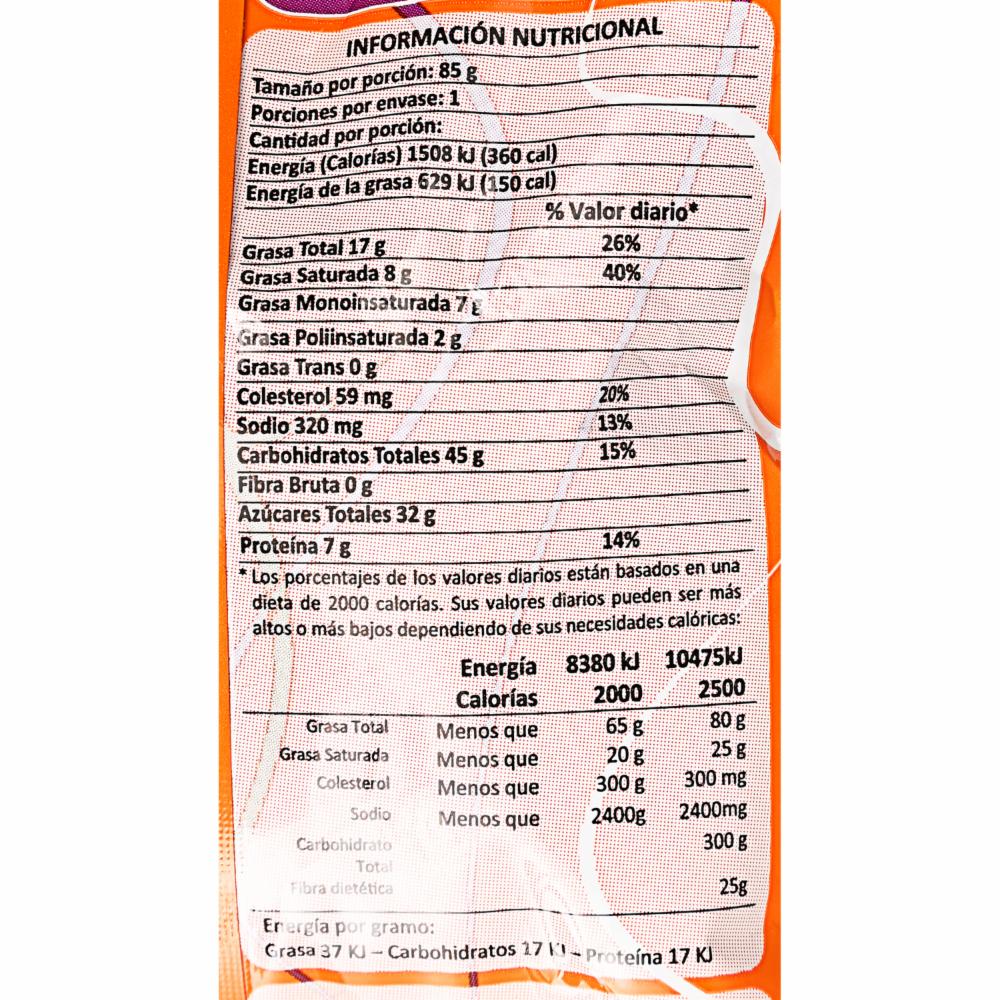 INFORMACIÓN NUTRICIONAL
Tamaño por porción: 85 g
Porciones por envase: 1
Cantidad por porción:
Energía (Calorías) 1508 kJ (360 cal)
Energía de la grasa 629 kJ (150 cal)
% Valor diario*
Grasa Total 17 g 26%
Grasa Saturada 8 g 40%
Grasa Monoinsaturada 7 g
Grasa Poliinsaturada 2 g
Grasa Trans 0 g
Colesterol 59 mg 20%
Sodio 320 mg 13%
Carbohidratos Totales 45 g 15%
Fibra Bruta 0 g
Azúcares Totales 32 g
Proteína 7 g 14%
* Los porcentajes de los valores diarios están basados en una
dieta de 2000 calorías. Sus valores diarios pueden ser más
altos o más bajos dependiendo de sus necesidades calóricas:
Energía 8380 kJ 10475kJ
Calorías 2000 2500
Grasa Total Menos que 65 g 80 g
Grasa Saturada Menos que 20 g 25 g
Colesterol Menos que 300 g 300 mg
Sodio Menos que 2400g 2400mg
Carbohidrato 300 g
Total
Fibra dietética 25g
Energía por gramo:
Grasa 37 KJ – Carbohidratos 17 KJ – Proteína 17 KJ